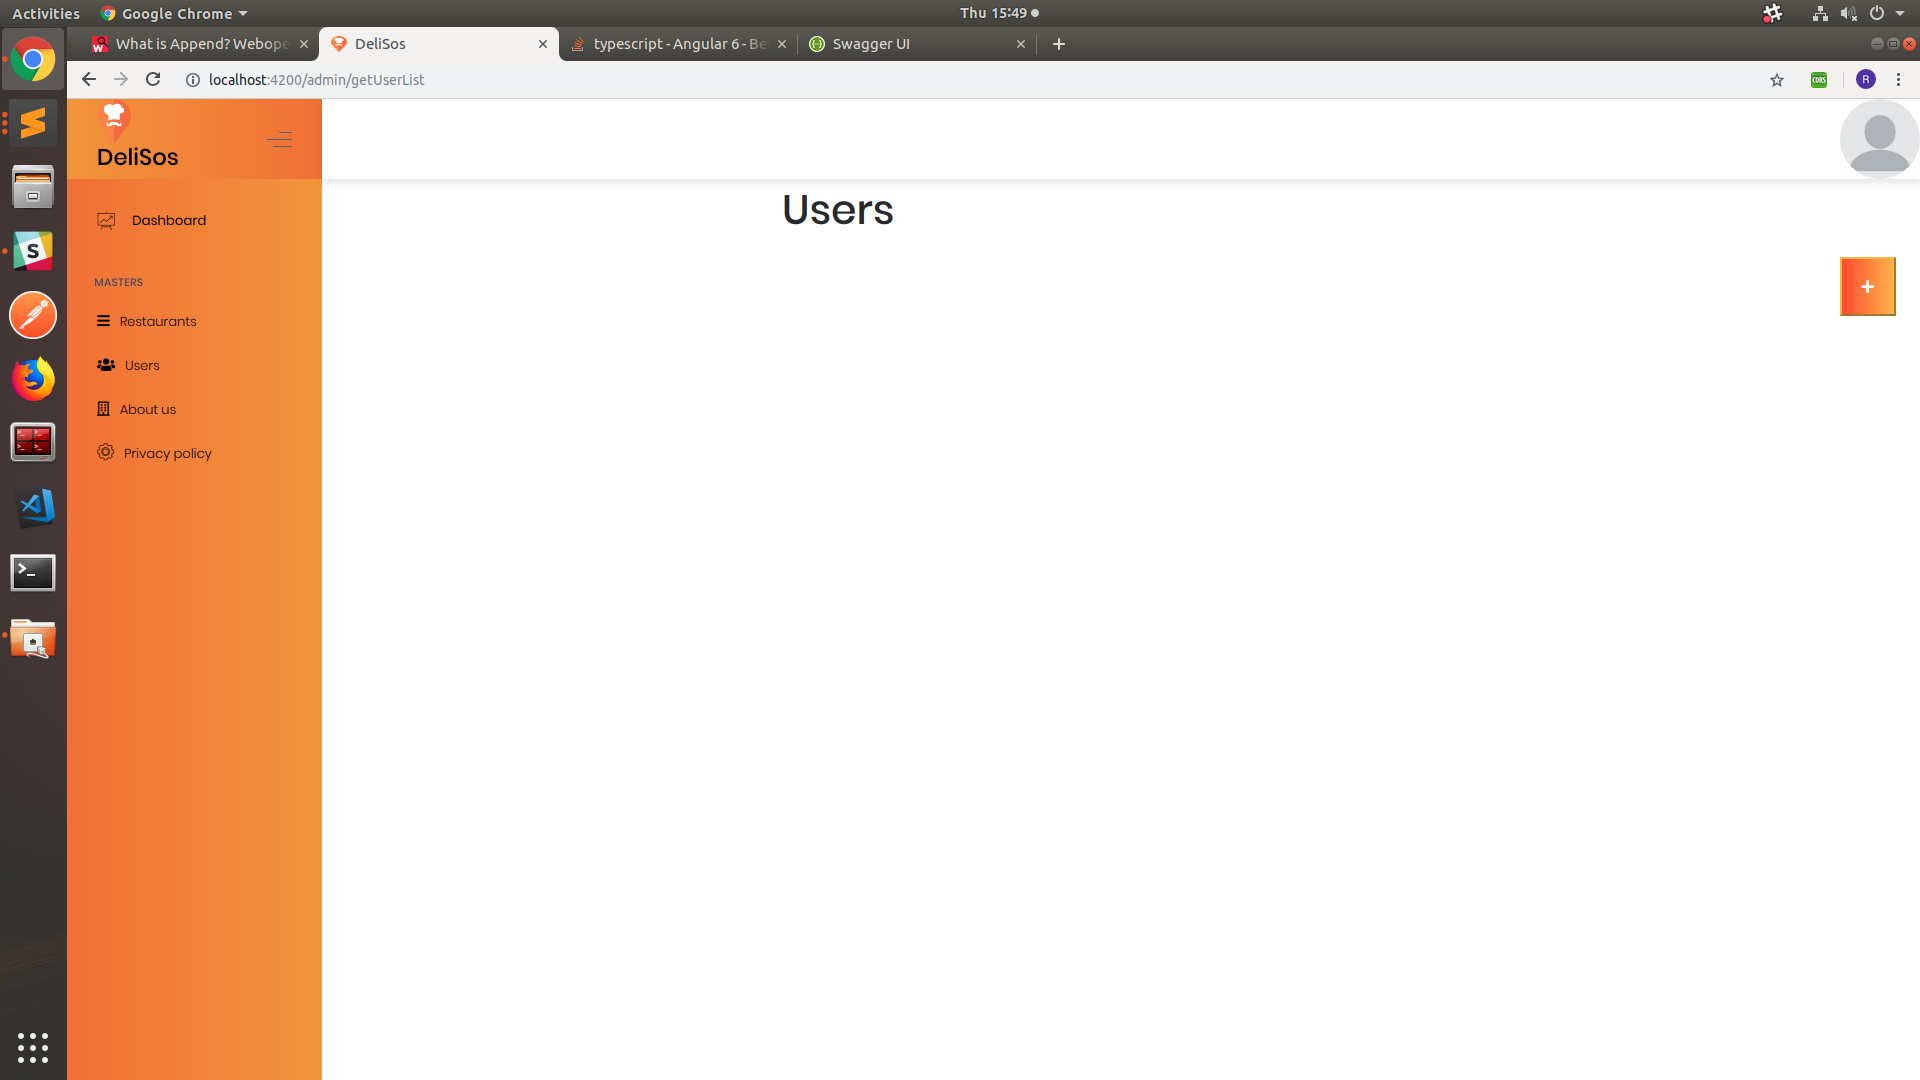 Activities
Google Chrome
Thu 15:49
What is Append? Webope
DeliSos
typescript - Angular 6 - Be
Swagger UI
localhost:4200/admin/getUserList
CORS
R
DeliSos
Users
Dashboard
+
MASTERS
Restaurants
Users
About us
Privacy policy